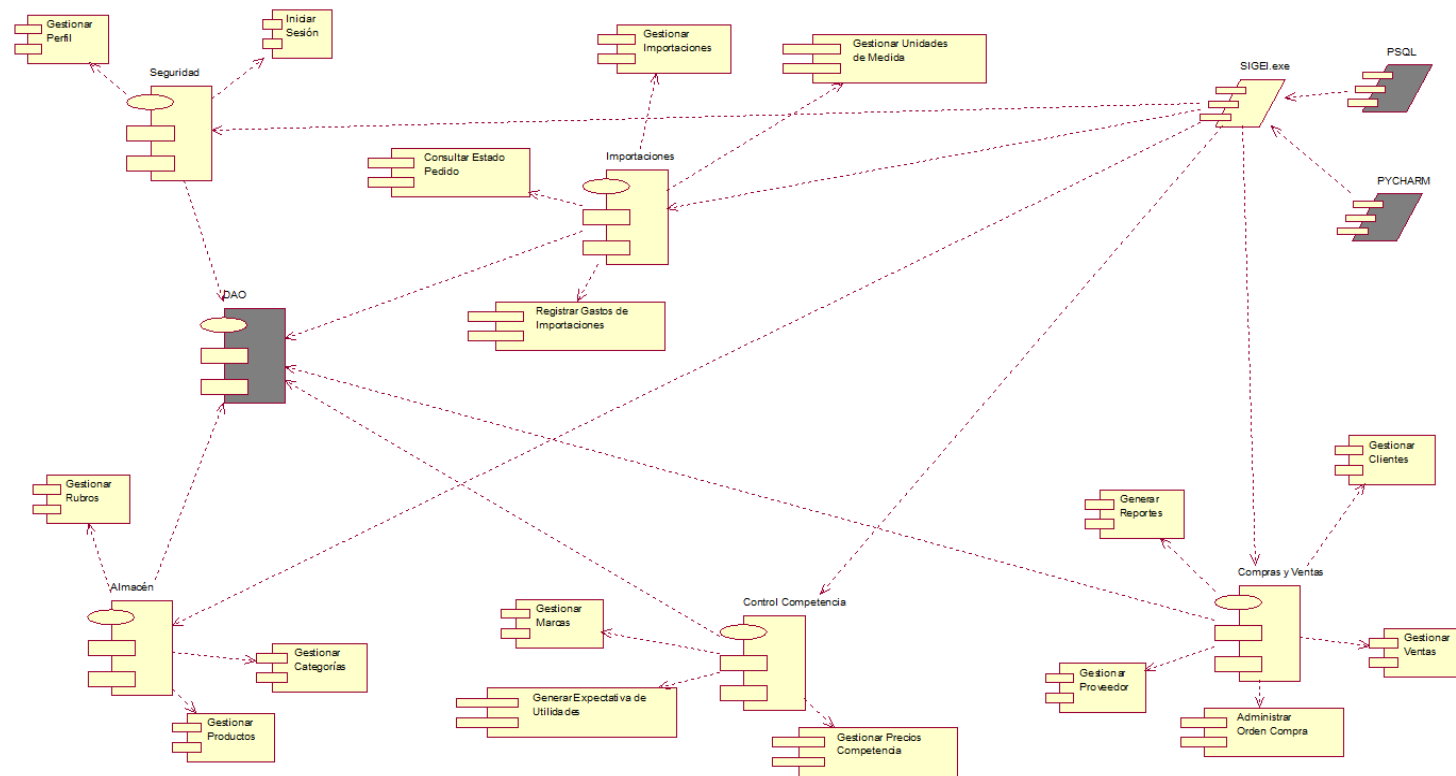 Gestionar
Perfil
Iniciar
Sesión
Seguridad
Gestionar
Importaciones
Gestionar Unidades
de Medida
SIGEI.exe
PSQL
Consultar Estado
Pedido
Importaciones
PYCHARM
DAO
Registrar Gastos de
Importaciones
Gestionar
Rubros
Gestionar
Clientes
Generar
Reportes
Almacén
Control Competencia
Compras y Ventas
Gestionar
Marcas
Gestionar
Categorías
Gestionar
Ventas
Gestionar
Proveedor
Generar Expectativa de
Utilidades
Gestionar
Productos
Gestionar Precios
Competencia
Administrar
Orden Compra